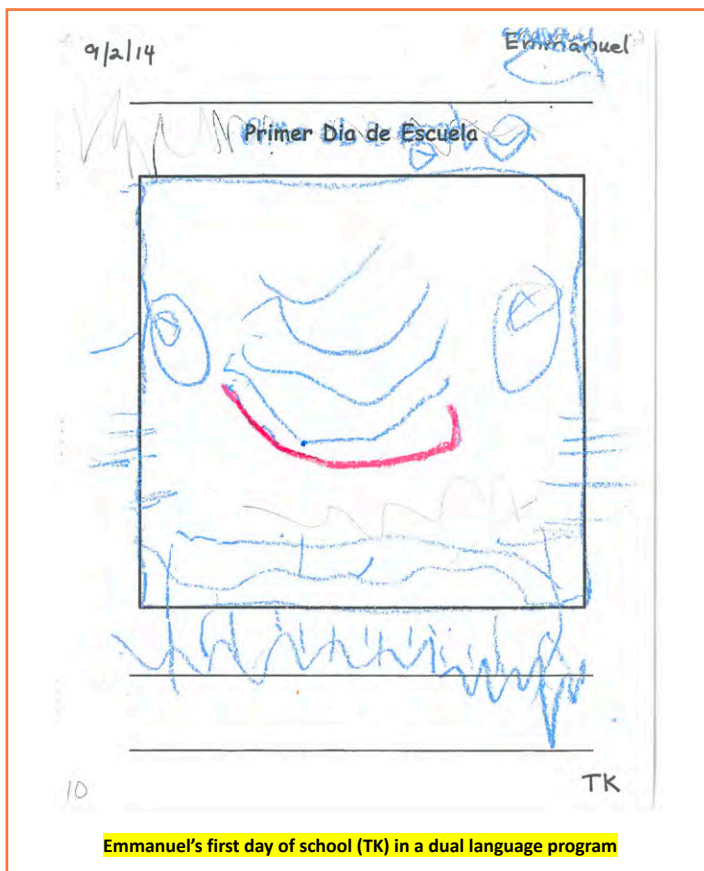 9/2/14
Emmanuel
Primer Dia de Escuela
10
TK
Emmanuel's first day of school (TK) in a dual language program